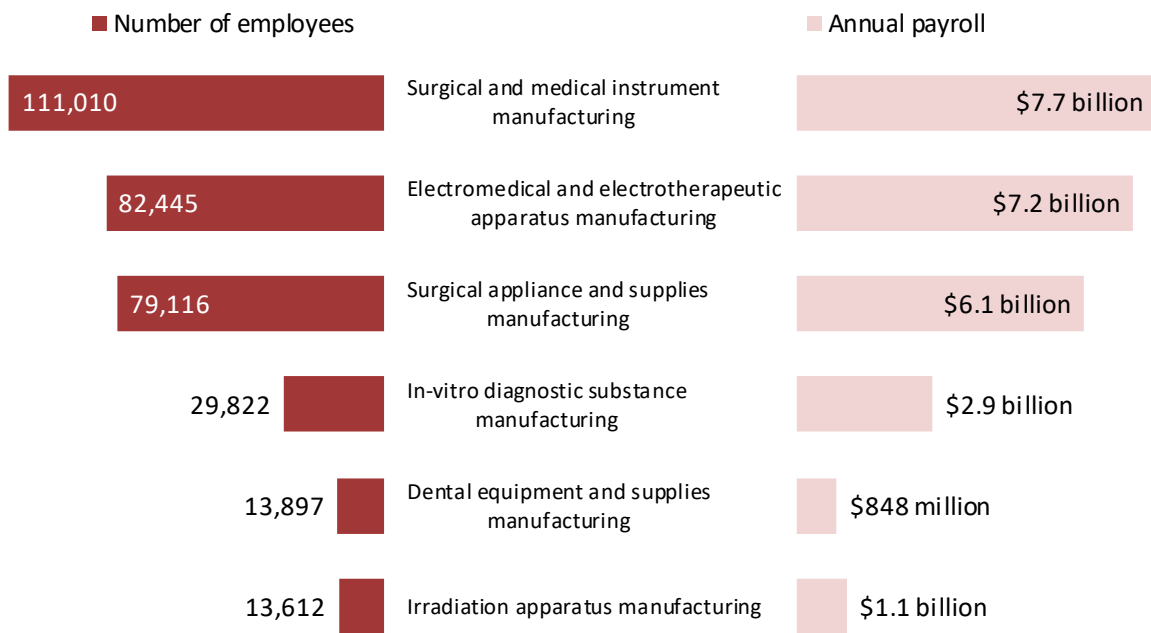 Number of employees
Annual payroll
111,010
Surgical and medical instrument
manufacturing
$7.7 billion
82,445
Electromedical and electrotherapeutic
apparatus manufacturing
$7.2 billion
79,116
Surgical appliance and supplies
manufacturing
$6.1 billion
29,822
In-vitro diagnostic substance
manufacturing
$2.9 billion
13,897
Dental equipment and supplies
manufacturing
$848 million
13,612
Irradiation apparatus manufacturing
$1.1 billion